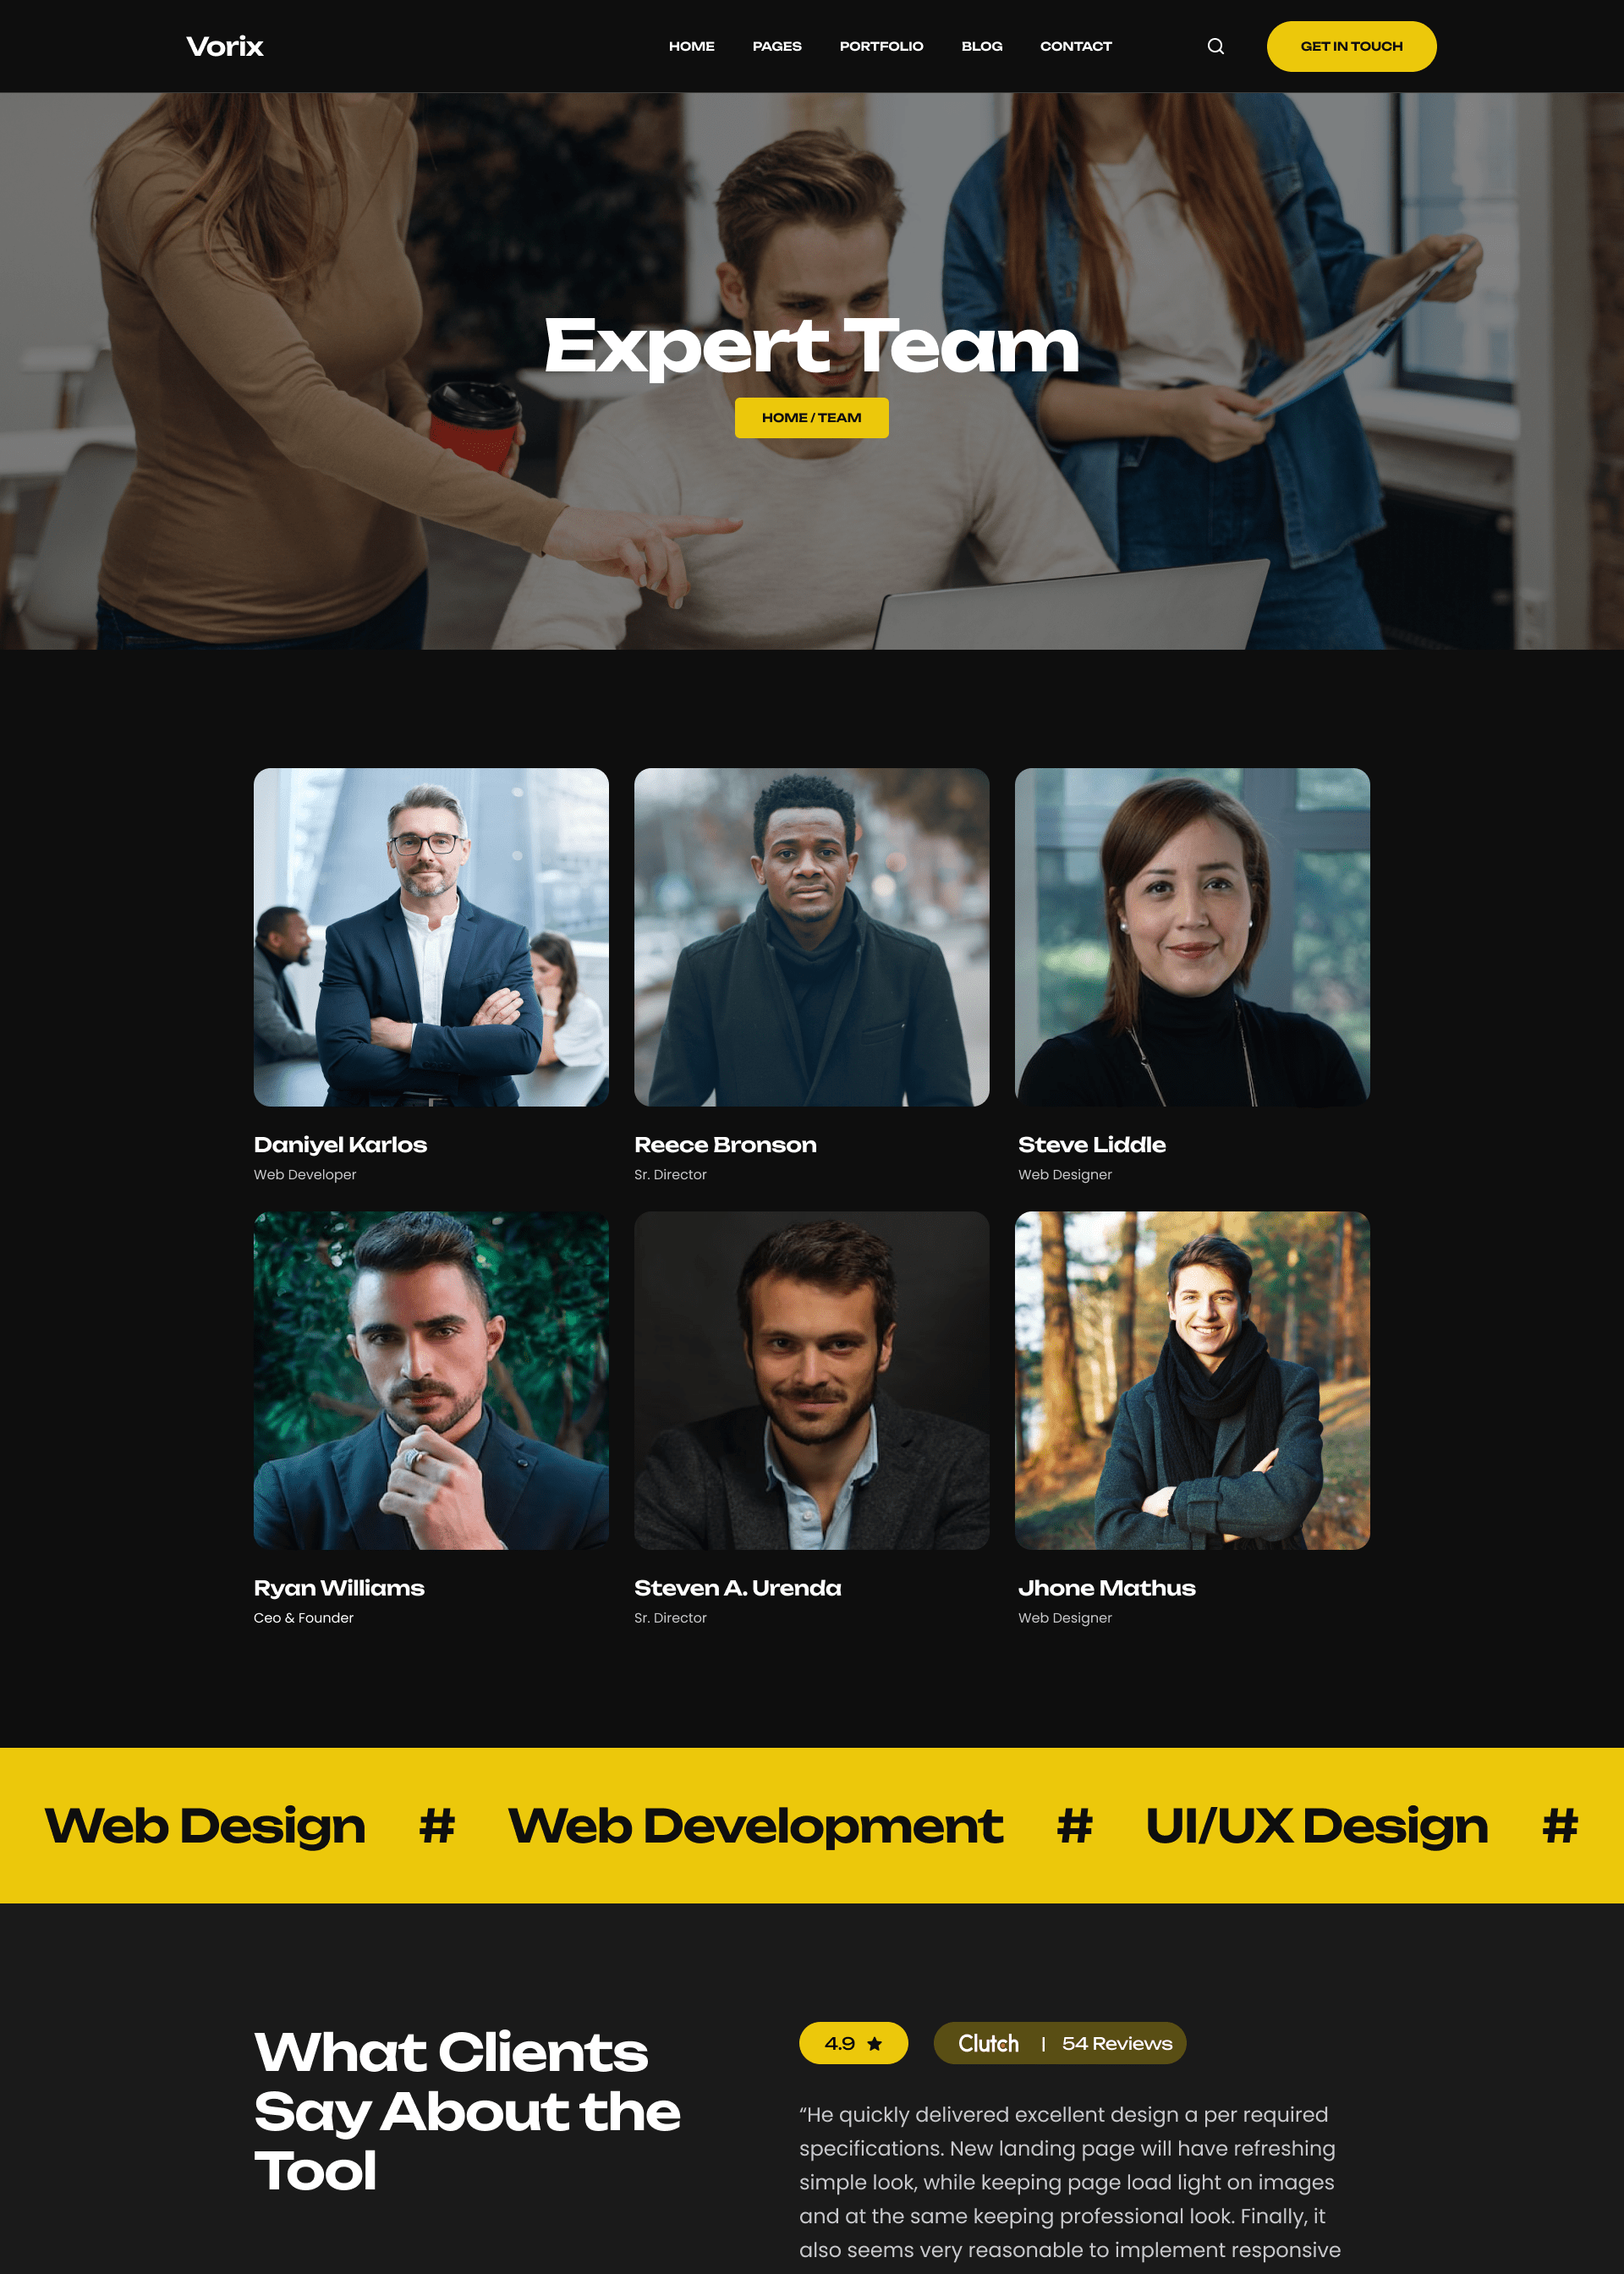 Vorix
HOME PAGES PORTFOLIO BLOG CONTACT GET IN TOUCH
Expert Team
HOME / TEAM
Daniyel Karlos
Web Developer
Reece Bronson
Sr. Director
Steve Liddle
Web Designer
Ryan Williams
Ceo & Founder
Steven A. Urenda
Sr. Director
Jhone Mathus
Web Designer
Web Design # Web Development # UI/UX Design #
What Clients
Say About the
Tool
4.9 ★
Clutch | 54 Reviews
“He quickly delivered excellent design a per required
specifications. New landing page will have refreshing
simple look, while keeping page load light on images
and at the same keeping professional look. Finally, it
also seems very reasonable to implement responsive